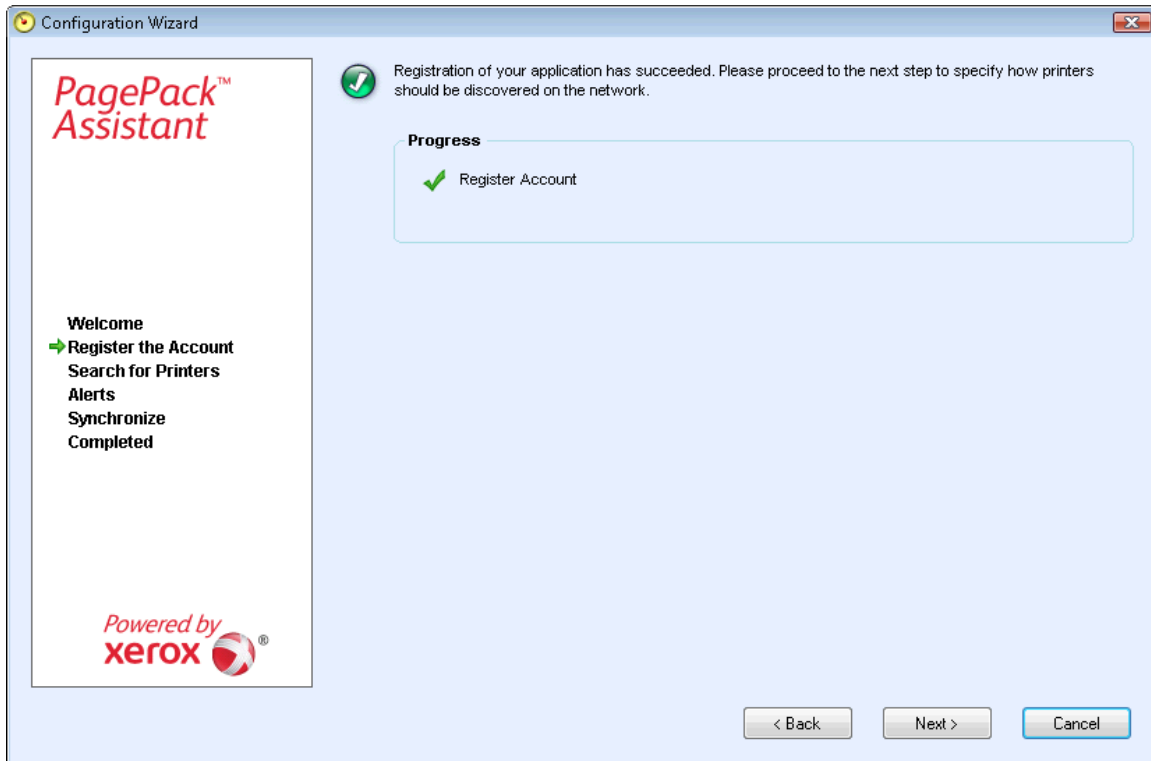 Configuration Wizard
PagePack™
Assistant
Registration of your application has succeeded. Please proceed to the next step to specify how printers
should be discovered on the network.
Progress
Register Account
Welcome
Register the Account
Search for Printers
Alerts
Synchronize
Completed
Powered by
xerox ®
< Back
Next >
Cancel